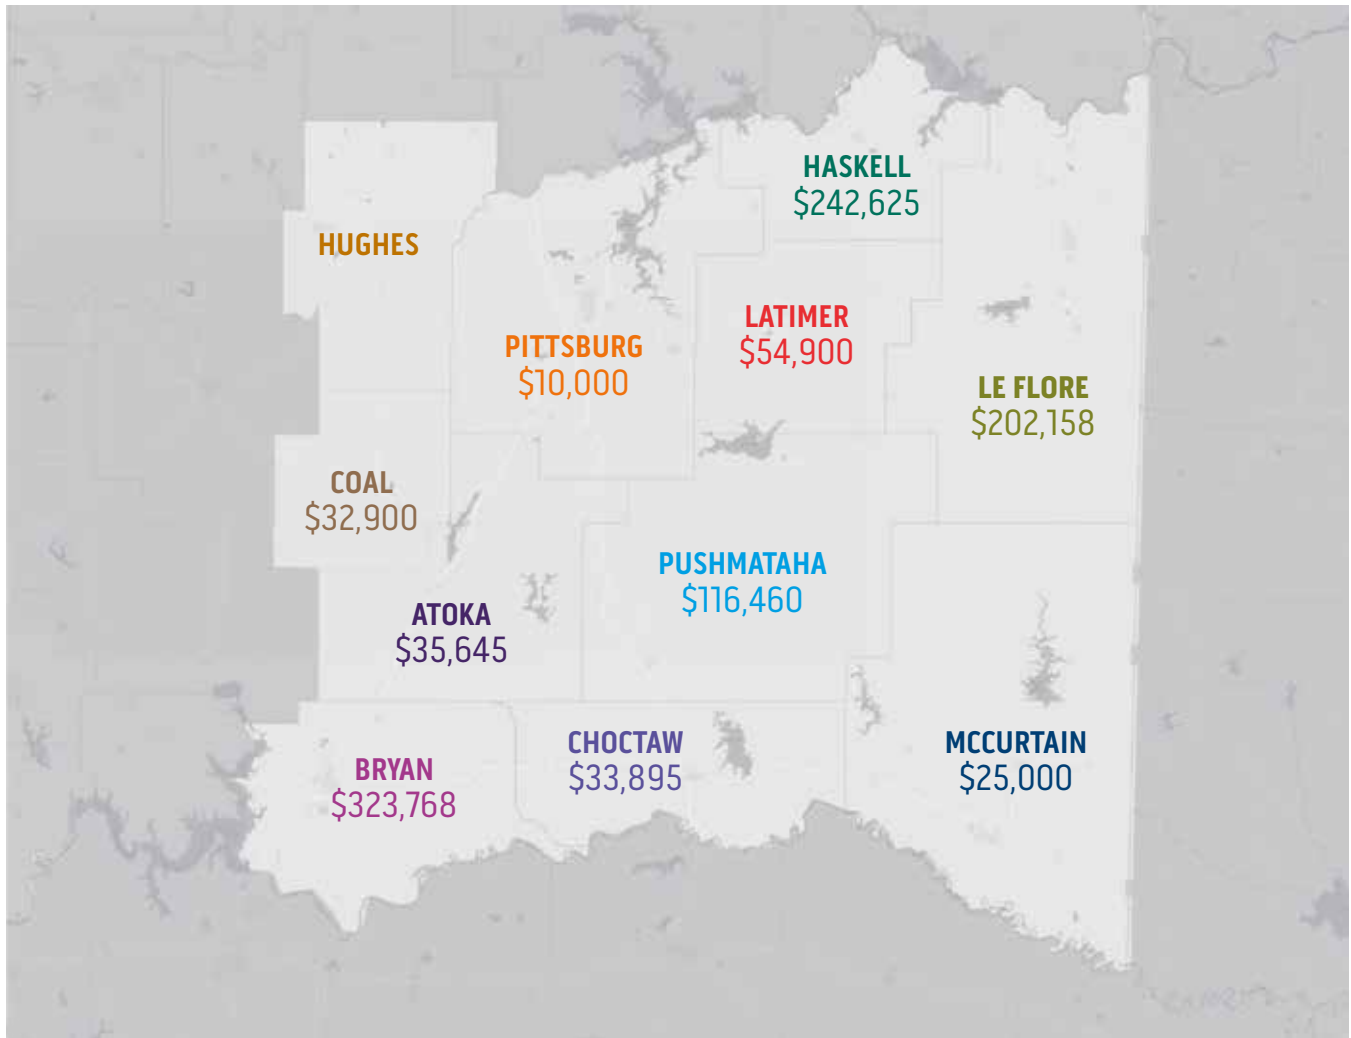 HASKELL
$242,625
HUGHES
LATIMER
$54,900
PITTSBURG
$10,000
LE FLORE
$202,158
COAL
$32,900
PUSHMATAHA
$116,460
ATOKA
$35,645
CHOCTAW
$33,895
MCCURTAIN
$25,000
BRYAN
$323,768